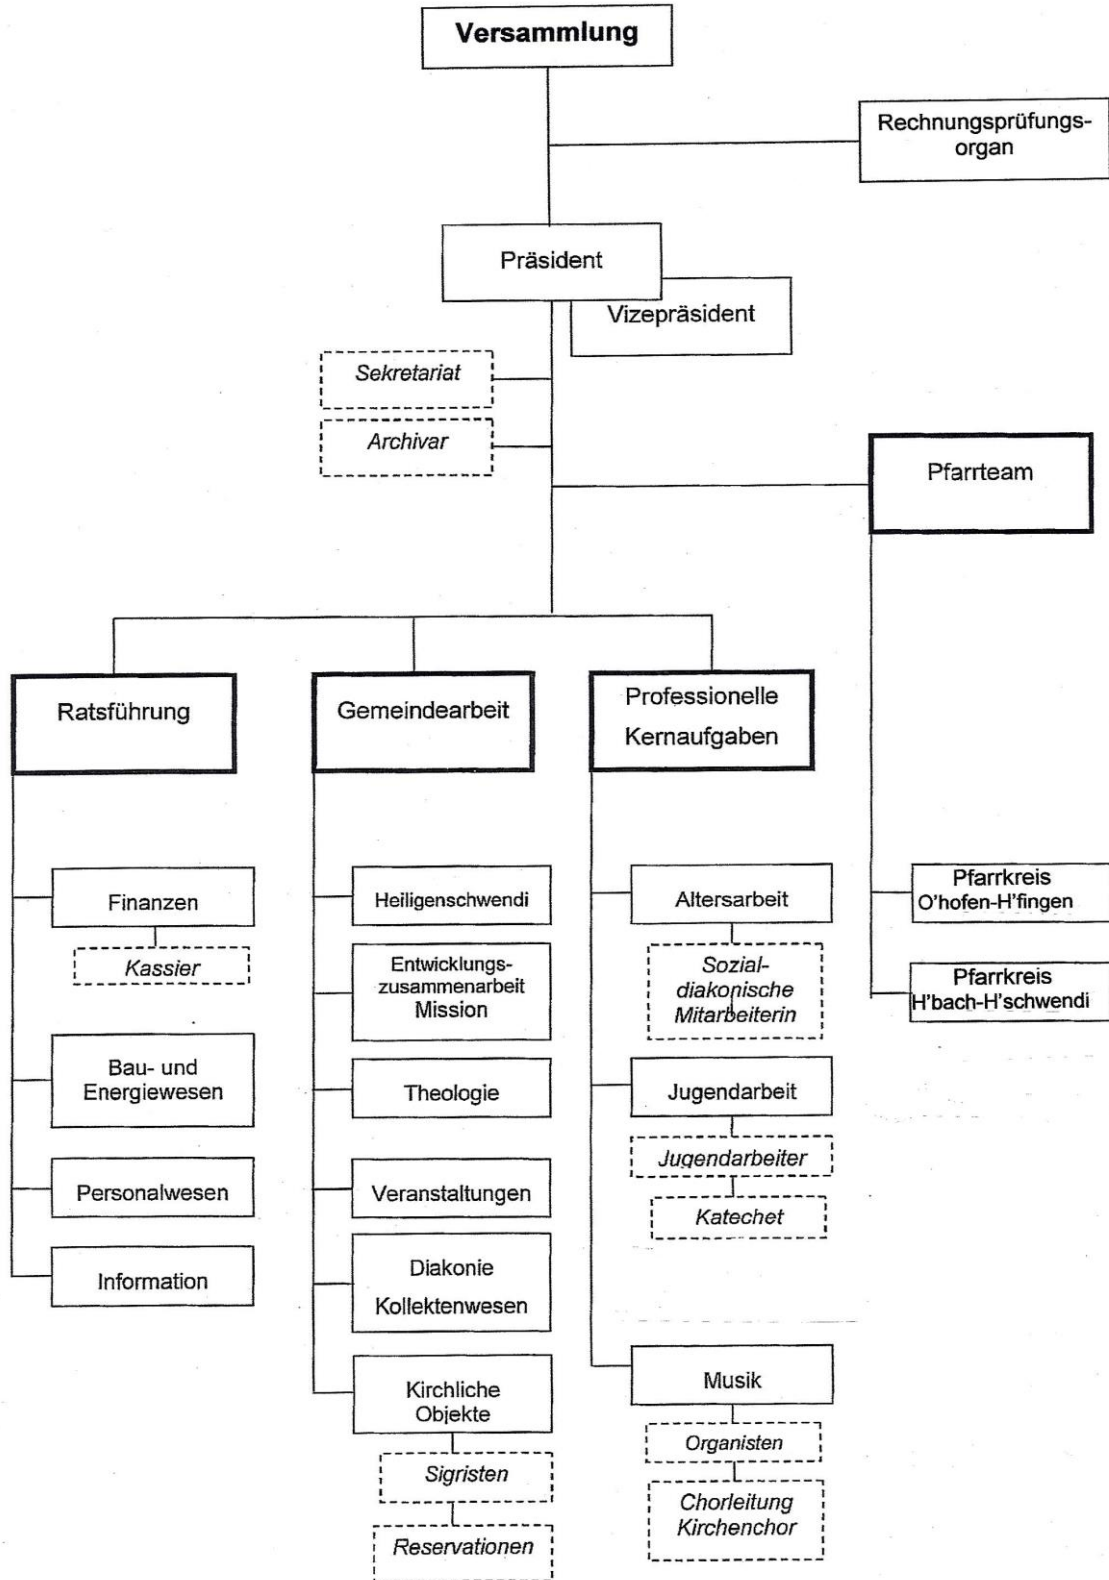 Versammlung
Rechnungsprüfungs-
organ
Präsident
Vizepräsident
Sekretariat
Archivar
Pfarrteam
Ratsführung
Gemeindearbeit
Professionelle
Kernaufgaben
Finanzen
Kassier
Bau- und
Energiewesen
Personalwesen
Information
Heiligenschwendi
Entwicklungs-
zusammenarbeit
Mission
Theologie
Veranstaltungen
Diakonie
Kollektenwesen
Kirchliche
Objekte
Sigristen
Reservationen
Altersarbeit
Sozial-
diakonische
Mitarbeiterin
Jugendarbeit
Jugendarbeiter
Katechet
Musik
Organisten
Chorleitung
Kirchenchor
Pfarrkreis
O'hofen-H'fingen
Pfarrkreis
H'bach-H'schwendi